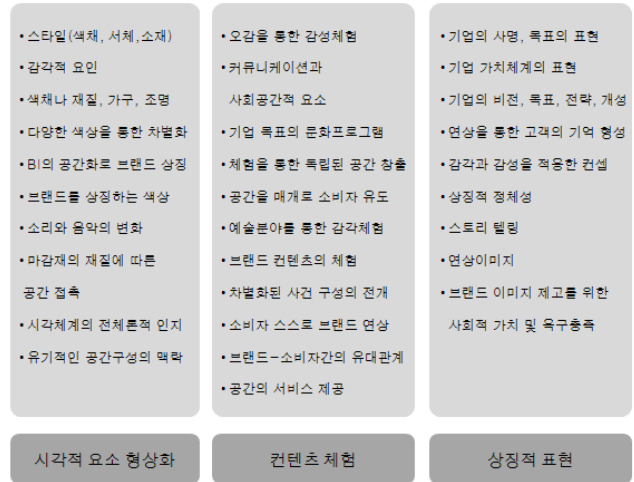 • 스타일(색채, 서체,소재)
• 감각적 요인
• 색채나 재질, 가구, 조명
• 다양한 색상을 통한 차별화
• BI의 공간화로 브랜드 상징
• 브랜드를 상징하는 색상
• 소리와 음악의 변화
• 마감재의 재질에 따른
공간 접촉
• 시각체계의 전체론적 인지
• 유기적인 공간구성의 맥락
시각적 요소 형상화
• 오감을 통한 감성체험
• 커뮤니케이션과
사회공간적 요소
• 기업 목표의 문화프로그램
• 체험을 통한 독립된 공간 창출
• 공간을 매개로 소비자 유도
• 예술분야를 통한 감각체험
• 브랜드 컨텐츠의 체험
• 차별화된 사건 구성의 전개
• 소비자 스스로 브랜드 연상
• 브랜드-소비자간의 유대관계
• 공간의 서비스 제공
컨텐츠 체험
• 기업의 사명, 목표의 표현
• 기업 가치체계의 표현
• 기업의 비전, 목표, 전략, 개성
• 연상을 통한 고객의 기억 형성
• 감각과 감성을 적용한 컨셉
• 상징적 정체성
• 스토리 텔링
• 연상이미지
• 브랜드 이미지 제고를 위한
사회적 가치 및 욕구충족
상징적 표현